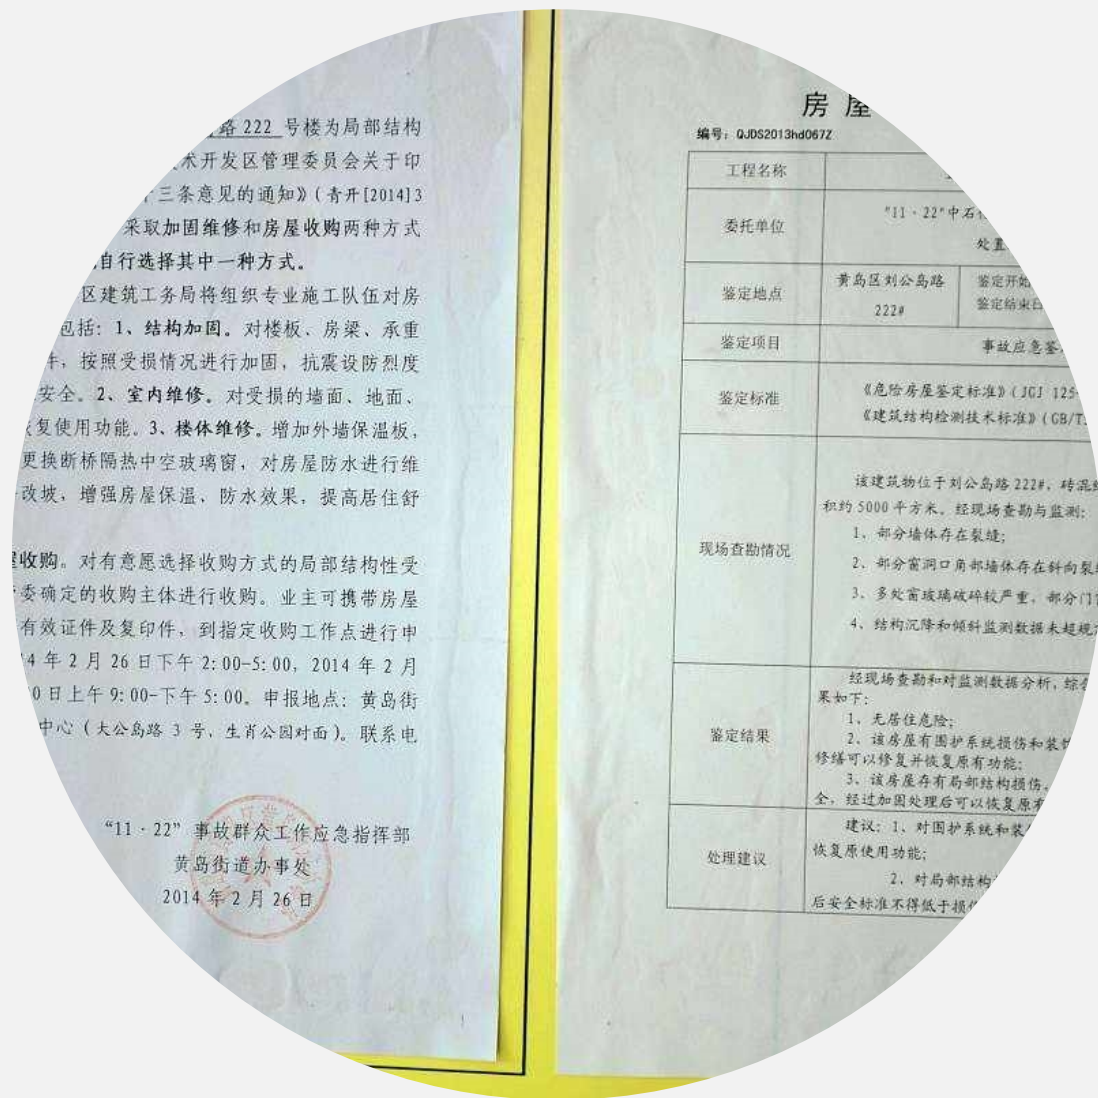 路 222 号楼为局部结构
术开发区管理委员会关于印
三条意见的通知》(青开[2014]3
采取加固维修和房屋收购两种方式
自行选择其中一种方式。
区建筑工务局将组织专业施工队伍对房
包括：1、结构加固。对楼板、房梁、承重
件，按照受损情况进行加固，抗震设防烈度
安全。2、室内维修。对受损的墙面、地面、
恢复使用功能。3、楼体维修。增加外墙保温板，
更换断桥隔热中空玻璃窗，对房屋防水进行维
改坡，增强房屋保温、防水效果，提高居住舒
屋收购。对有意愿选择收购方式的局部结构性受
委确定的收购主体进行收购。业主可携带房屋
有效证件及复印件，到指定收购工作点进行申
14 年 2 月 26 日下午 2:00-5:00，2014 年 2 月
0 日上午 9:00-下午 5:00。申报地点：黄岛街
中心（大公岛路 3 号，生肖公园对面）。联系电
“11·22”事故群众工作应急指挥部
黄岛街道办事处
2014 年 2 月 26 日
房 屋
编号：QJDS2013hd067Z
工程名称
委托单位
"11·22"中石
处置
鉴定地点
黄岛区刘公岛路
222#
鉴定开始
鉴定结束日
鉴定项目
事故应急鉴
鉴定标准
《危险房屋鉴定标准》(JGJ 125-
《建筑结构检测技术标准》(GB/T
现场查勘情况
该建筑物位于刘公岛路 222#，砖混
积约 5000 平方米。经现场查勘与监测：
1、部分墙体存在裂缝；
2、部分窗洞口角部墙体存在斜向裂
3、多处窗玻璃破碎较严重，部分门
4、结构沉降和倾斜监测数据未超规
鉴定结果
经现场查勘和对监测数据分析，综
果如下：
1、无居住危险；
2、该房屋有围护系统损伤和装
修缮可以修复并恢复原有功能；
3、该房屋存有局部结构损伤，
全，经过加固处理后可以恢复原有
处理建议
建议：1、对围护系统和装
恢复原使用功能；
2、对局部结构
后安全标准不得低于损